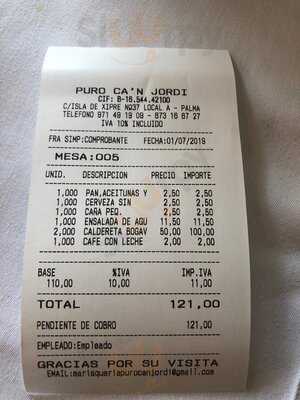 PURO CA'N JORDI
CIF: B-16.544.42100
C/ISLA DE XIPRE Nº37 LOCAL A - PALMA
TELEFONO 971 49 19 09 - 673 16 67 27
IVA 10% INCLUIDO
FRA SIMP:COMPROBANTE FECHA:01/07/2019
MESA:005
UNID. DESCRIPCION PRECIO IMPORTE
1,000 PAN,ACEITUNAS Y 2,50 2,50
1,000 CERVEZA SIN 2,50 2,50
1,000 CAÑA PEQ. 2,50 2,50
1,000 ENSALADA DE AGU 11,50 11,50
2,000 CALDERETA BOGAV 50,00 100,00
1,000 CAFE CON LECHE 2,00 2,00
BASE %IVA IMP.IVA
110,00 10,00 11,00
TOTAL 121,00
PENDIENTE DE COBRO 121,00
EMPLEADO:Empleado
GRACIAS POR SU VISITA
EMAIL:marisqueriapurocanjordi@gmail.com